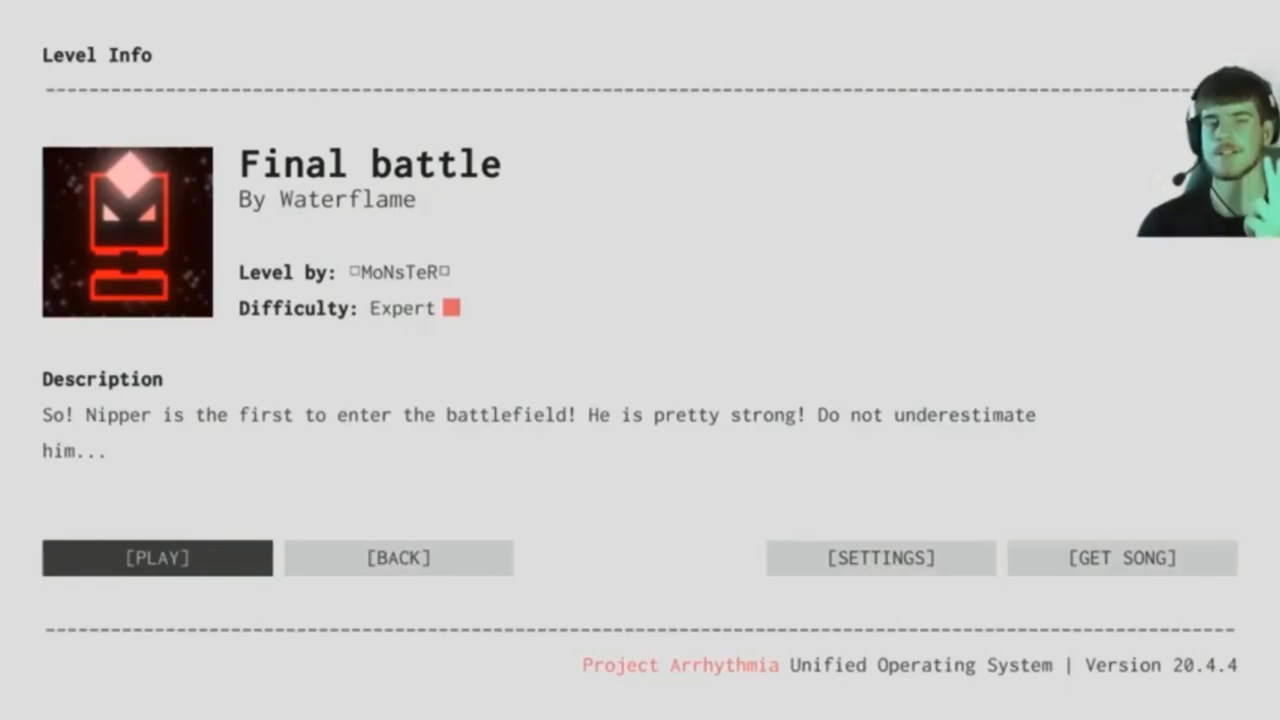 Level Info
Final battle
By Waterflame
Level by: □MoNsTeR□
Difficulty: Expert
Description
So! Nipper is the first to enter the battlefield! He is pretty strong! Do not underestimate
him...
[PLAY] [BACK] [SETTINGS] [GET SONG]
Project Arrhythmia Unified Operating System | Version 20.4.4